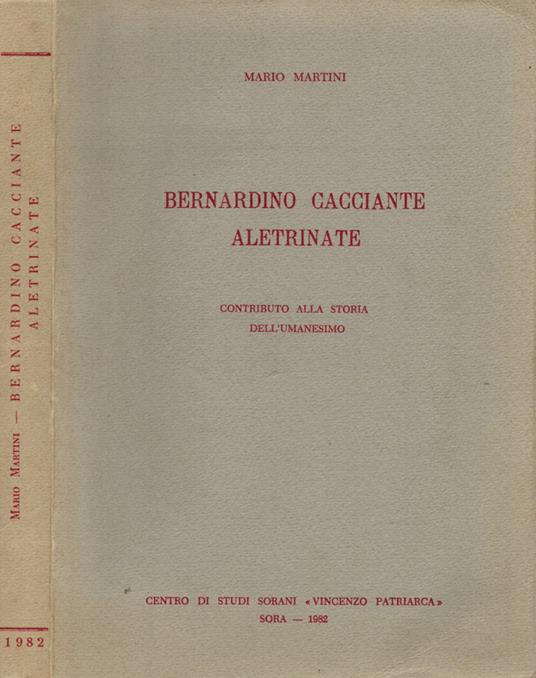 MARIO MARTINI
BERNARDINO CACCIANTE
ALETRINATE
CONTRIBUTO ALLA STORIA
DELL'UMANESIMO
CENTRO DI STUDI SORANI «VINCENZO PATRIARCA»
SORA — 1982
MARIO MARTINI — BERNARDINO CACCIANTE
ALETRINATE
1982